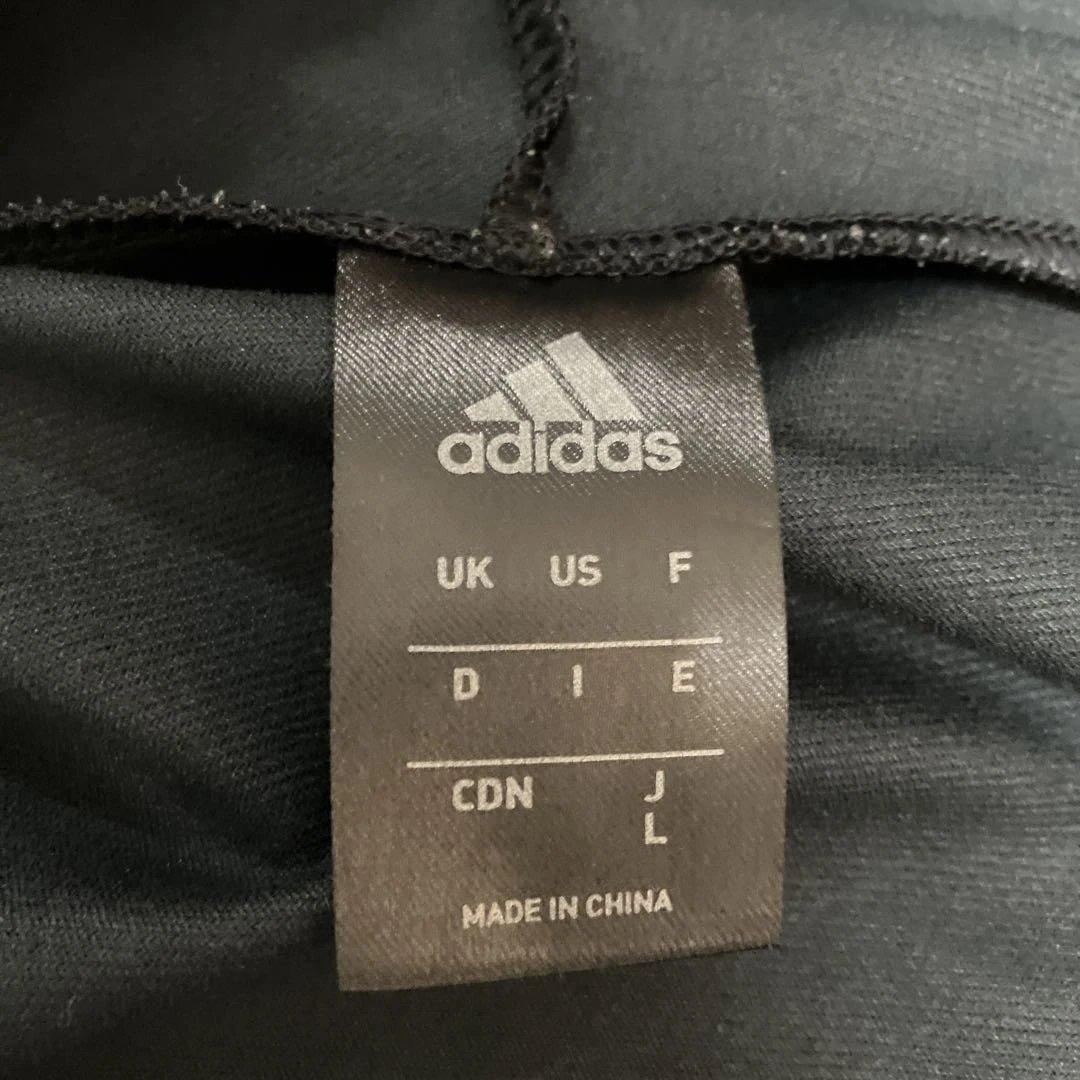 adidas
UK US F
D I E
CDN J
L
MADE IN CHINA